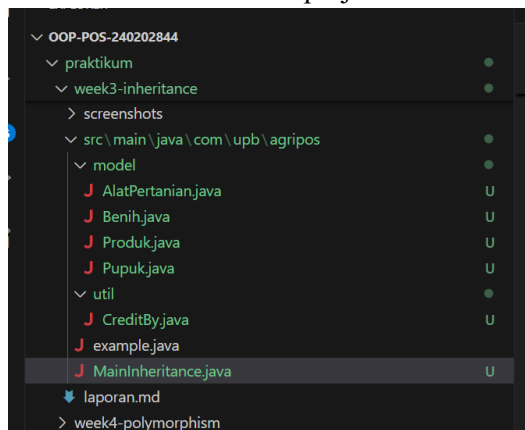 OOP-POS-240202844
praktikum
week3-inheritance
screenshots
src\main\java\com\upb\agripos
model
J AlatPertanian.java U
J Benih.java U
J Produk.java U
J Pupuk.java U
util
J CreditBy.java U
J example.java
J MainInheritance.java U
laporan.md
week4-polymorphism